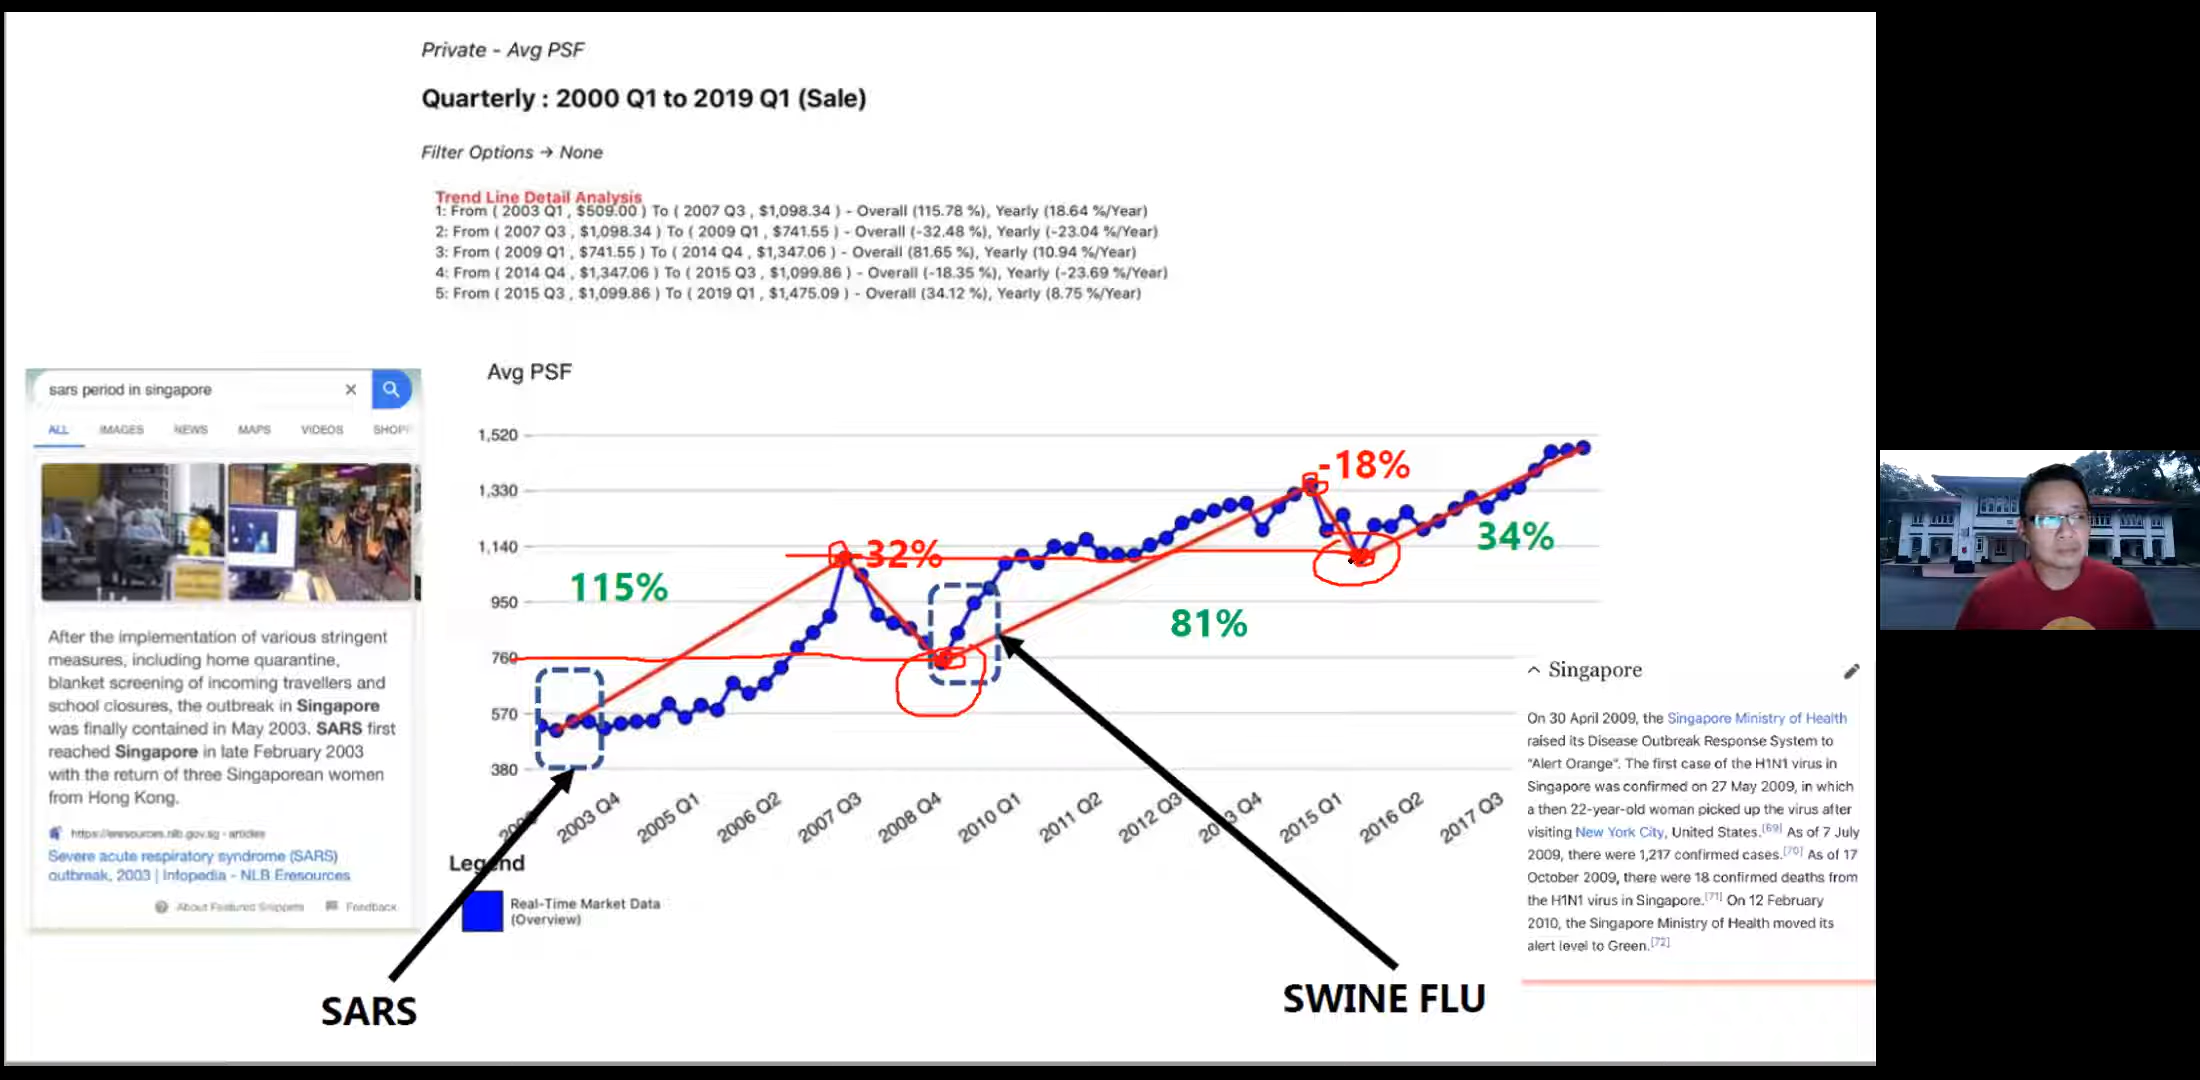 Private - Avg PSF
Quarterly : 2000 Q1 to 2019 Q1 (Sale)
Filter Options → None
Trend Line Detail Analysis
1: From ( 2003 Q1 , $509.00 ) To ( 2007 Q3 , $1,098.34 ) - Overall (115.78 %), Yearly (18.64 %/Year)
2: From ( 2007 Q3 , $1,098.34 ) To ( 2009 Q1 , $741.55 ) - Overall (-32.48 %), Yearly (-23.04 %/Year)
3: From ( 2009 Q1 , $741.55 ) To ( 2014 Q4 , $1,347.06 ) - Overall (81.65 %), Yearly (10.94 %/Year)
4: From ( 2014 Q4 , $1,347.06 ) To ( 2015 Q3 , $1,099.86 ) - Overall (-18.35 %), Yearly (-23.69 %/Year)
5: From ( 2015 Q3 , $1,099.86 ) To ( 2019 Q1 , $1,475.09 ) - Overall (34.12 %), Yearly (8.75 %/Year)
sars period in singapore
ALL IMAGES NEWS MAPS VIDEOS SHOPP
After the implementation of various stringent
measures, including home quarantine,
blanket screening of incoming travellers and
school closures, the outbreak in Singapore
was finally contained in May 2003. SARS first
reached Singapore in late February 2003
with the return of three Singaporean women
from Hong Kong.
https://eresources.nlb.gov.sg › articles
Severe acute respiratory syndrome (SARS)
outbreak, 2003 | Infopedia - NLB Eresources
About Featured Snippets Feedback
Avg PSF
1,520
1,330
1,140
950
760
570
380
115%
-32%
81%
-18%
34%
2003 Q4
2005 Q1
2006 Q2
2007 Q3
2008 Q4
2010 Q1
2011 Q2
2012 Q3
2013 Q4
2015 Q1
2016 Q2
2017 Q3
Legend
Real-Time Market Data
(Overview)
SARS
SWINE FLU
Singapore
On 30 April 2009, the Singapore Ministry of Health
raised its Disease Outbreak Response System to
"Alert Orange". The first case of the H1N1 virus in
Singapore was confirmed on 27 May 2009, in which
a then 22-year-old woman picked up the virus after
visiting New York City, United States.[69] As of 7 July
2009, there were 1,217 confirmed cases.[70] As of 17
October 2009, there were 18 confirmed deaths from
the H1N1 virus in Singapore.[71] On 12 February
2010, the Singapore Ministry of Health moved its
alert level to Green.[72]